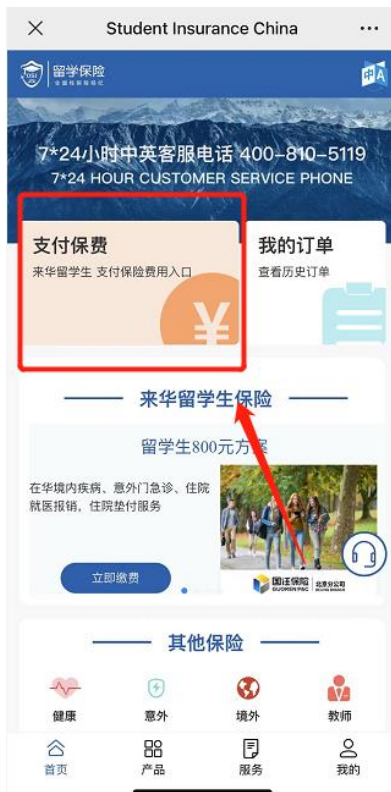 Student Insurance China
留学保险
中A
7*24小时中英客服电话 400-810-5119
7*24 HOUR CUSTOMER SERVICE PHONE
支付保费
来华留学生 支付保险费用入口
¥
我的订单
查看历史订单
来华留学生保险
留学生800元方案
在华境内疾病、意外门急诊、住院
就医报销，住院垫付服务
立即缴费
国任保险
GUOREN P&C
北京分公司
其他保险
健康
意外
境外
教师
首页
产品
服务
我的